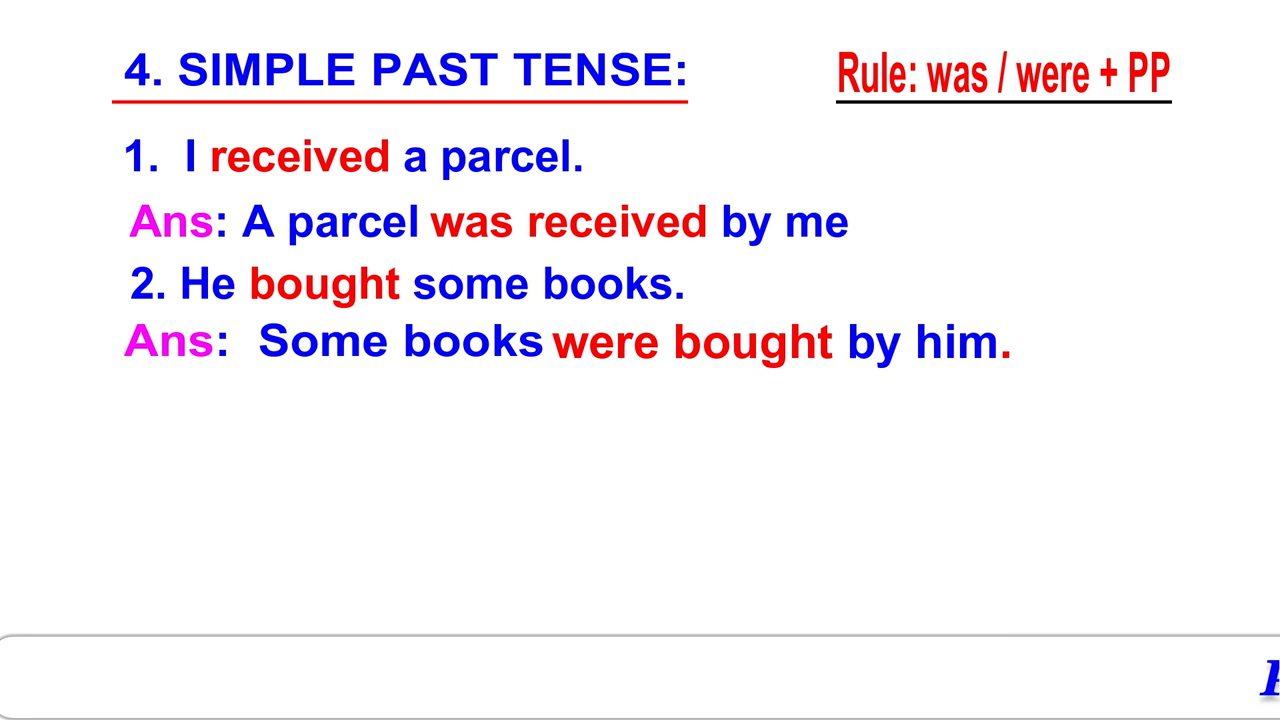 4. SIMPLE PAST TENSE:
Rule: was / were + PP
1. I received a parcel.
Ans: A parcel was received by me
2. He bought some books.
Ans: Some books were bought by him.